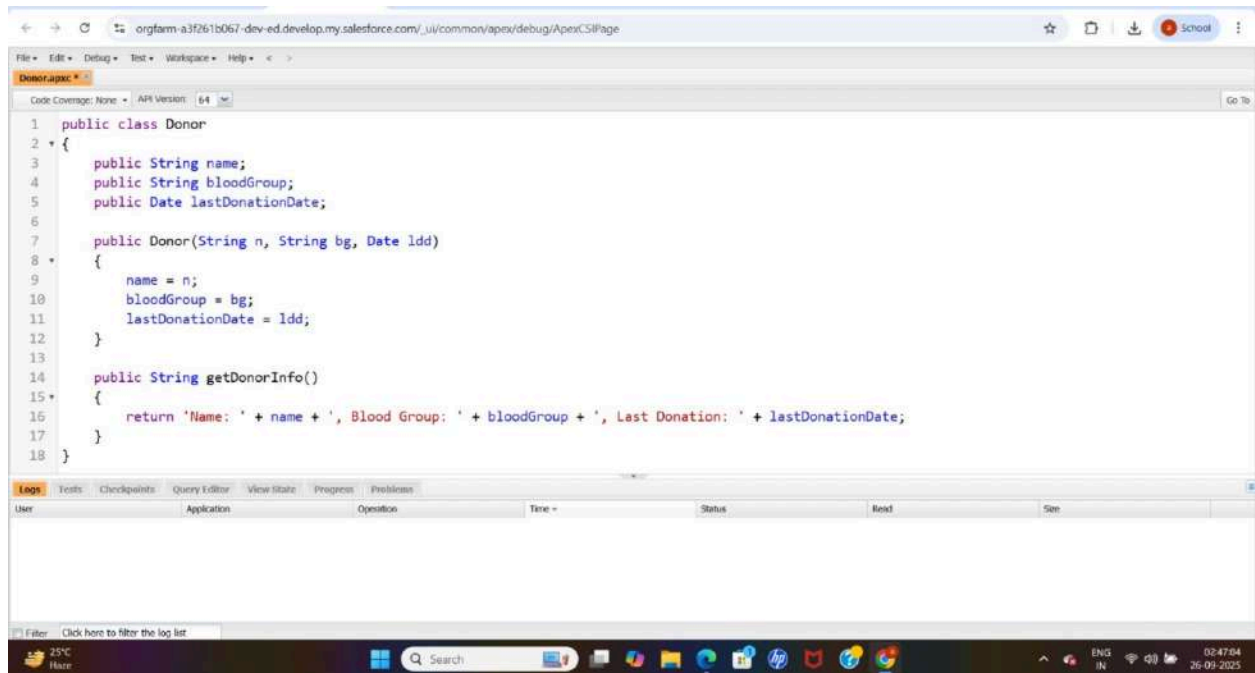 orgfarm-a3f261b067-dev-ed.develop.my.salesforce.com/_ui/common/apex/debug/ApexCSIPage
School
File Edit Debug Test Workspace Help < >
Donor.apxc *
Code Coverage: None API Version: 64 Go To
1 public class Donor
2 {
3 public String name;
4 public String bloodGroup;
5 public Date lastDonationDate;
6
7 public Donor(String n, String bg, Date ldd)
8 {
9 name = n;
10 bloodGroup = bg;
11 lastDonationDate = ldd;
12 }
13
14 public String getDonorInfo()
15 {
16 return 'Name: ' + name + ', Blood Group: ' + bloodGroup + ', Last Donation: ' + lastDonationDate;
17 }
18 }
Logs Tests Checkpoints Query Editor View State Progress Problems
User Application Operation Time Status Read Size
Filter Click here to filter the log list
25°C
Haze
Search
hp
ENG
IN
02:47:04
26-09-2025